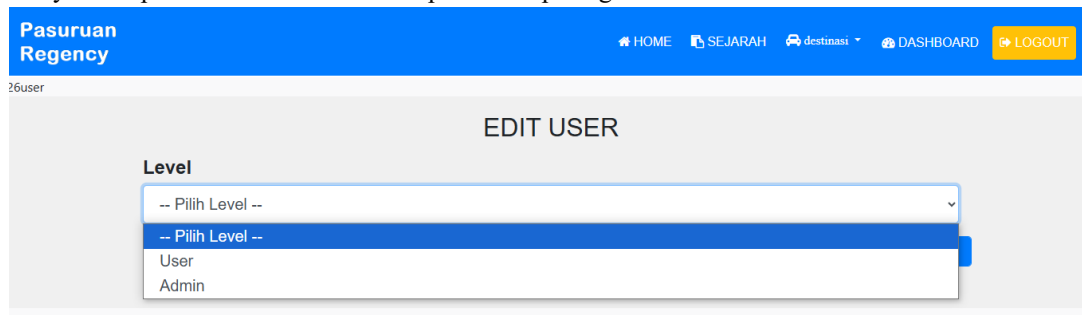 Pasuruan
Regency
HOME SEJARAH destinasi DASHBOARD LOGOUT
26user
EDIT USER
Level
-- Pilih Level --
-- Pilih Level --
User
Admin